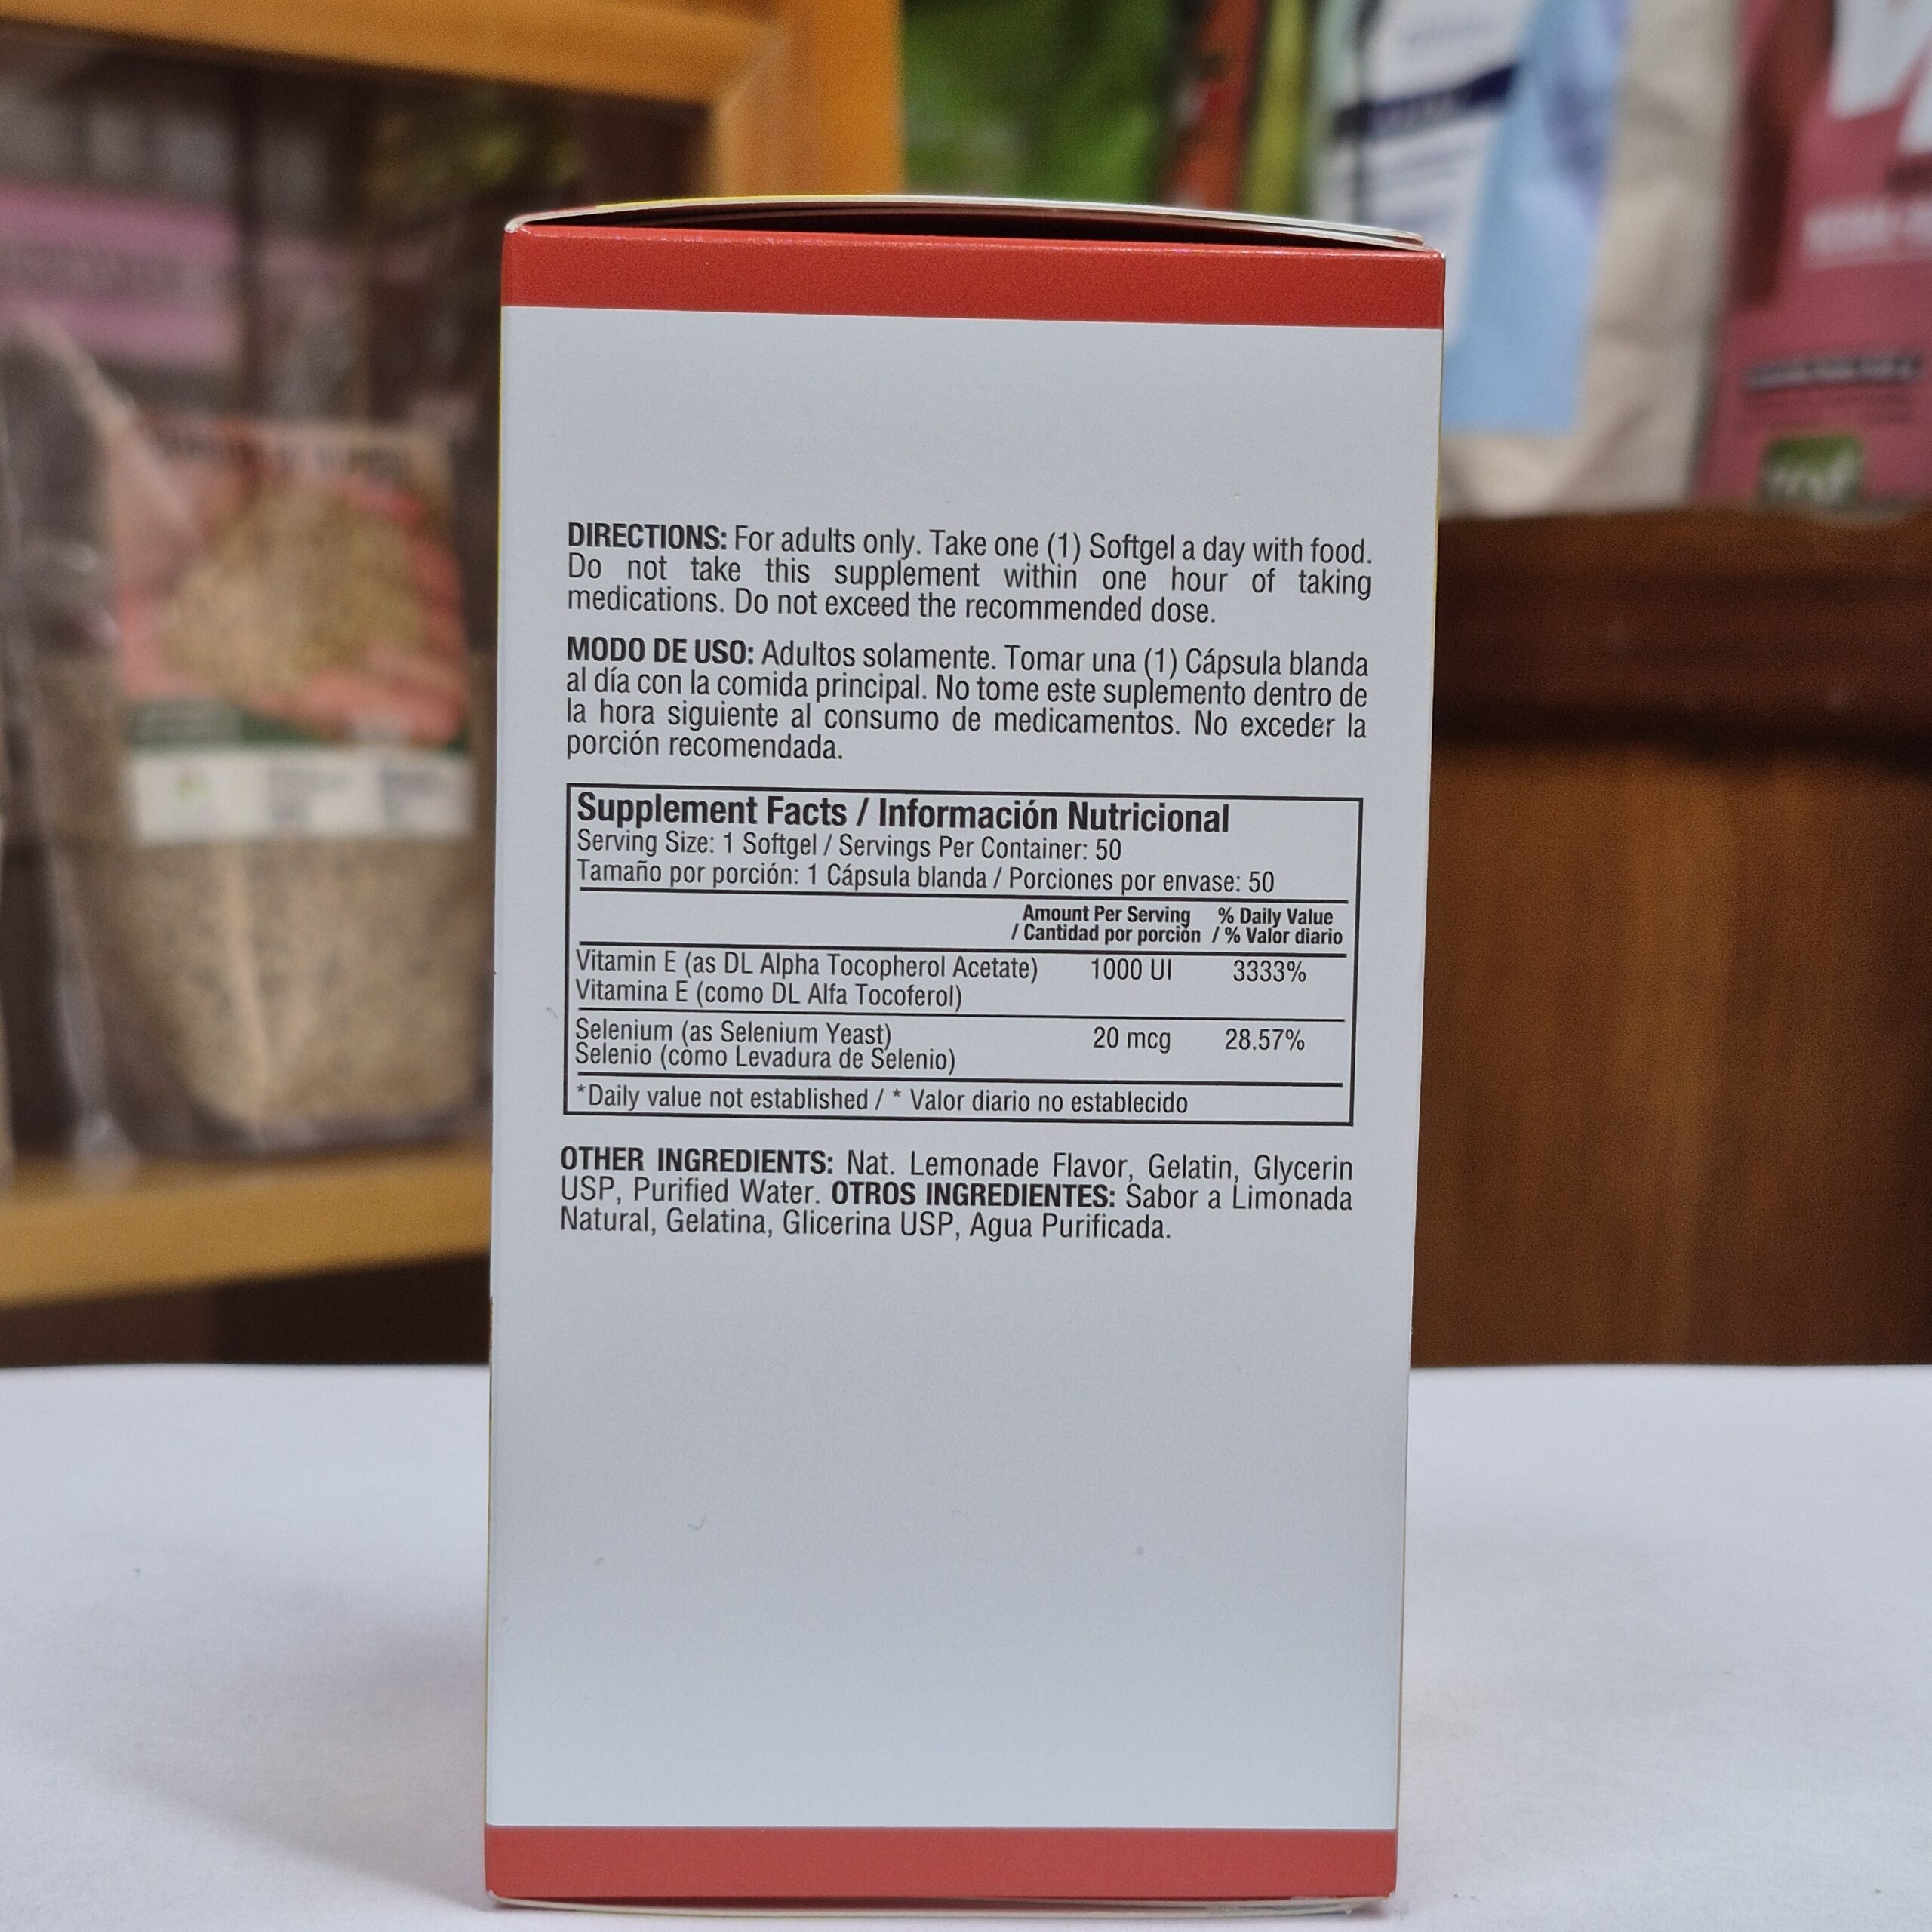 DIRECTIONS: For adults only. Take one (1) Softgel a day with food.
Do not take this supplement within one hour of taking
medications. Do not exceed the recommended dose.
MODO DE USO: Adultos solamente. Tomar una (1) Cápsula blanda
al día con la comida principal. No tome este suplemento dentro de
la hora siguiente al consumo de medicamentos. No exceder la
porción recomendada.
Supplement Facts / Información Nutricional
Serving Size: 1 Softgel / Servings Per Container: 50
Tamaño por porción: 1 Cápsula blanda / Porciones por envase: 50
Amount Per Serving % Daily Value
/ Cantidad por porción / % Valor diario
Vitamin E (as DL Alpha Tocopherol Acetate) 1000 UI 3333%
Vitamina E (como DL Alfa Tocoferol)
Selenium (as Selenium Yeast) 20 mcg 28.57%
Selenio (como Levadura de Selenio)
*Daily value not established / * Valor diario no establecido
OTHER INGREDIENTS: Nat. Lemonade Flavor, Gelatin, Glycerin
USP, Purified Water. OTROS INGREDIENTES: Sabor a Limonada
Natural, Gelatina, Glicerina USP, Agua Purificada.